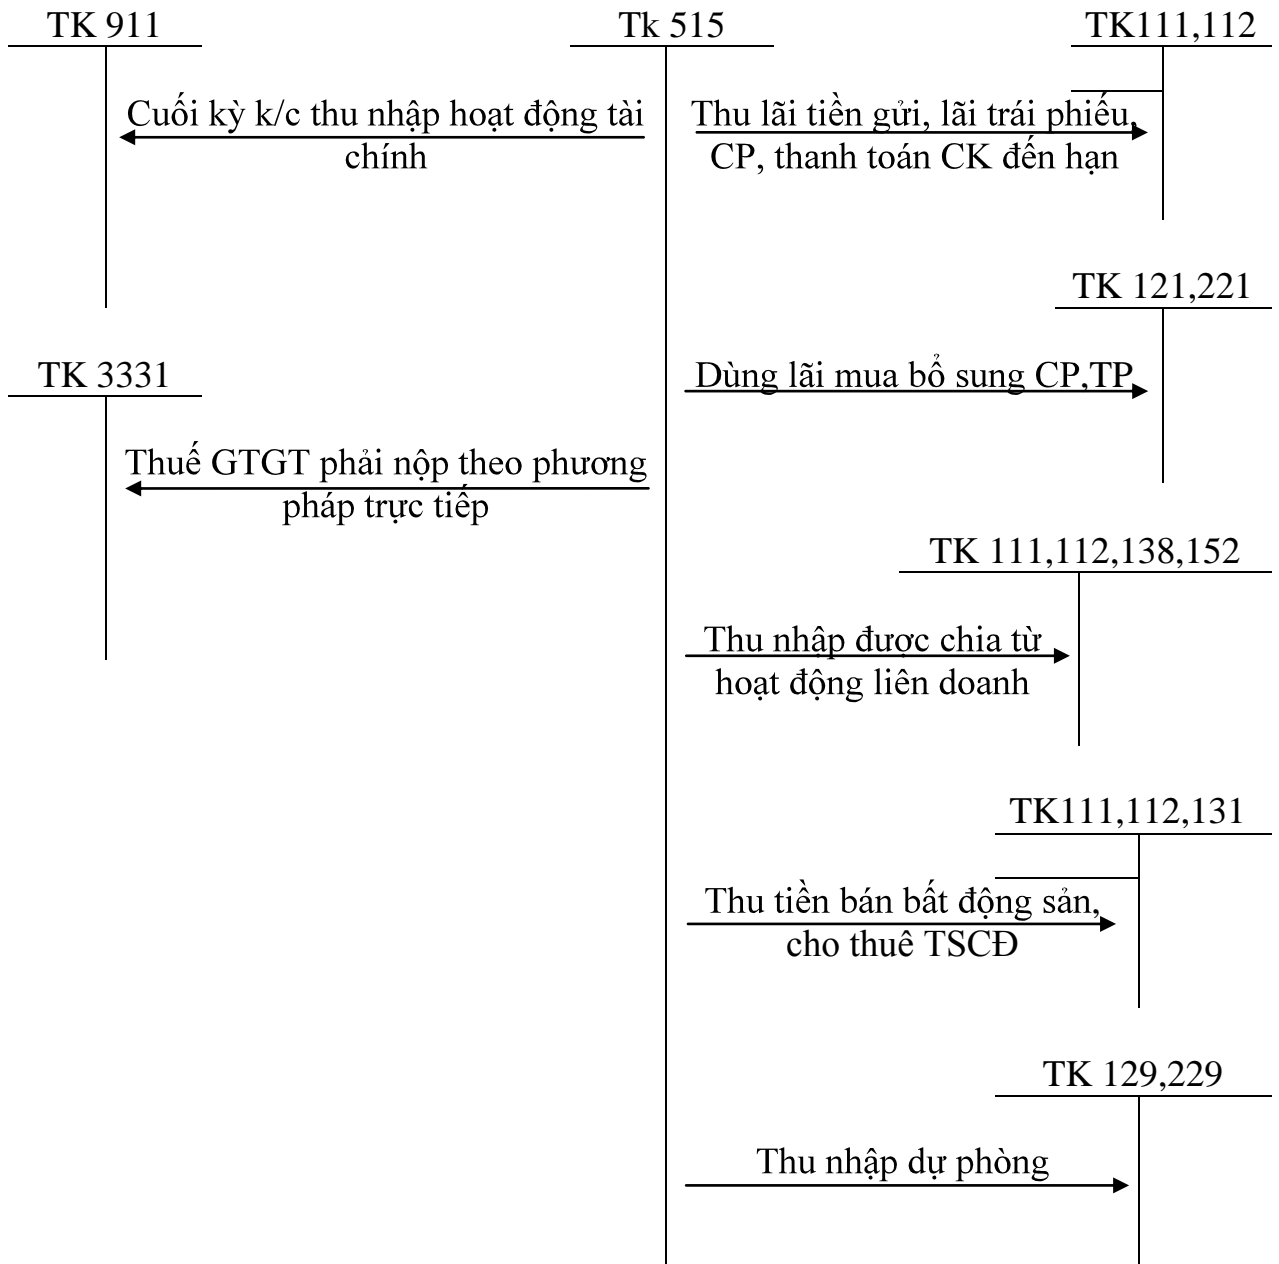 TK 911
Tk 515
TK111,112
Cuối kỳ k/c thu nhập hoạt động tài
chính
Thu lãi tiền gửi, lãi trái phiếu,
CP, thanh toán CK đến hạn
TK 121,221
Dùng lãi mua bổ sung CP,TP
TK 3331
Thuế GTGT phải nộp theo phương
pháp trực tiếp
TK 111,112,138,152
Thu nhập được chia từ
hoạt động liên doanh
TK111,112,131
Thu tiền bán bất động sản,
cho thuê TSCĐ
TK 129,229
Thu nhập dự phòng